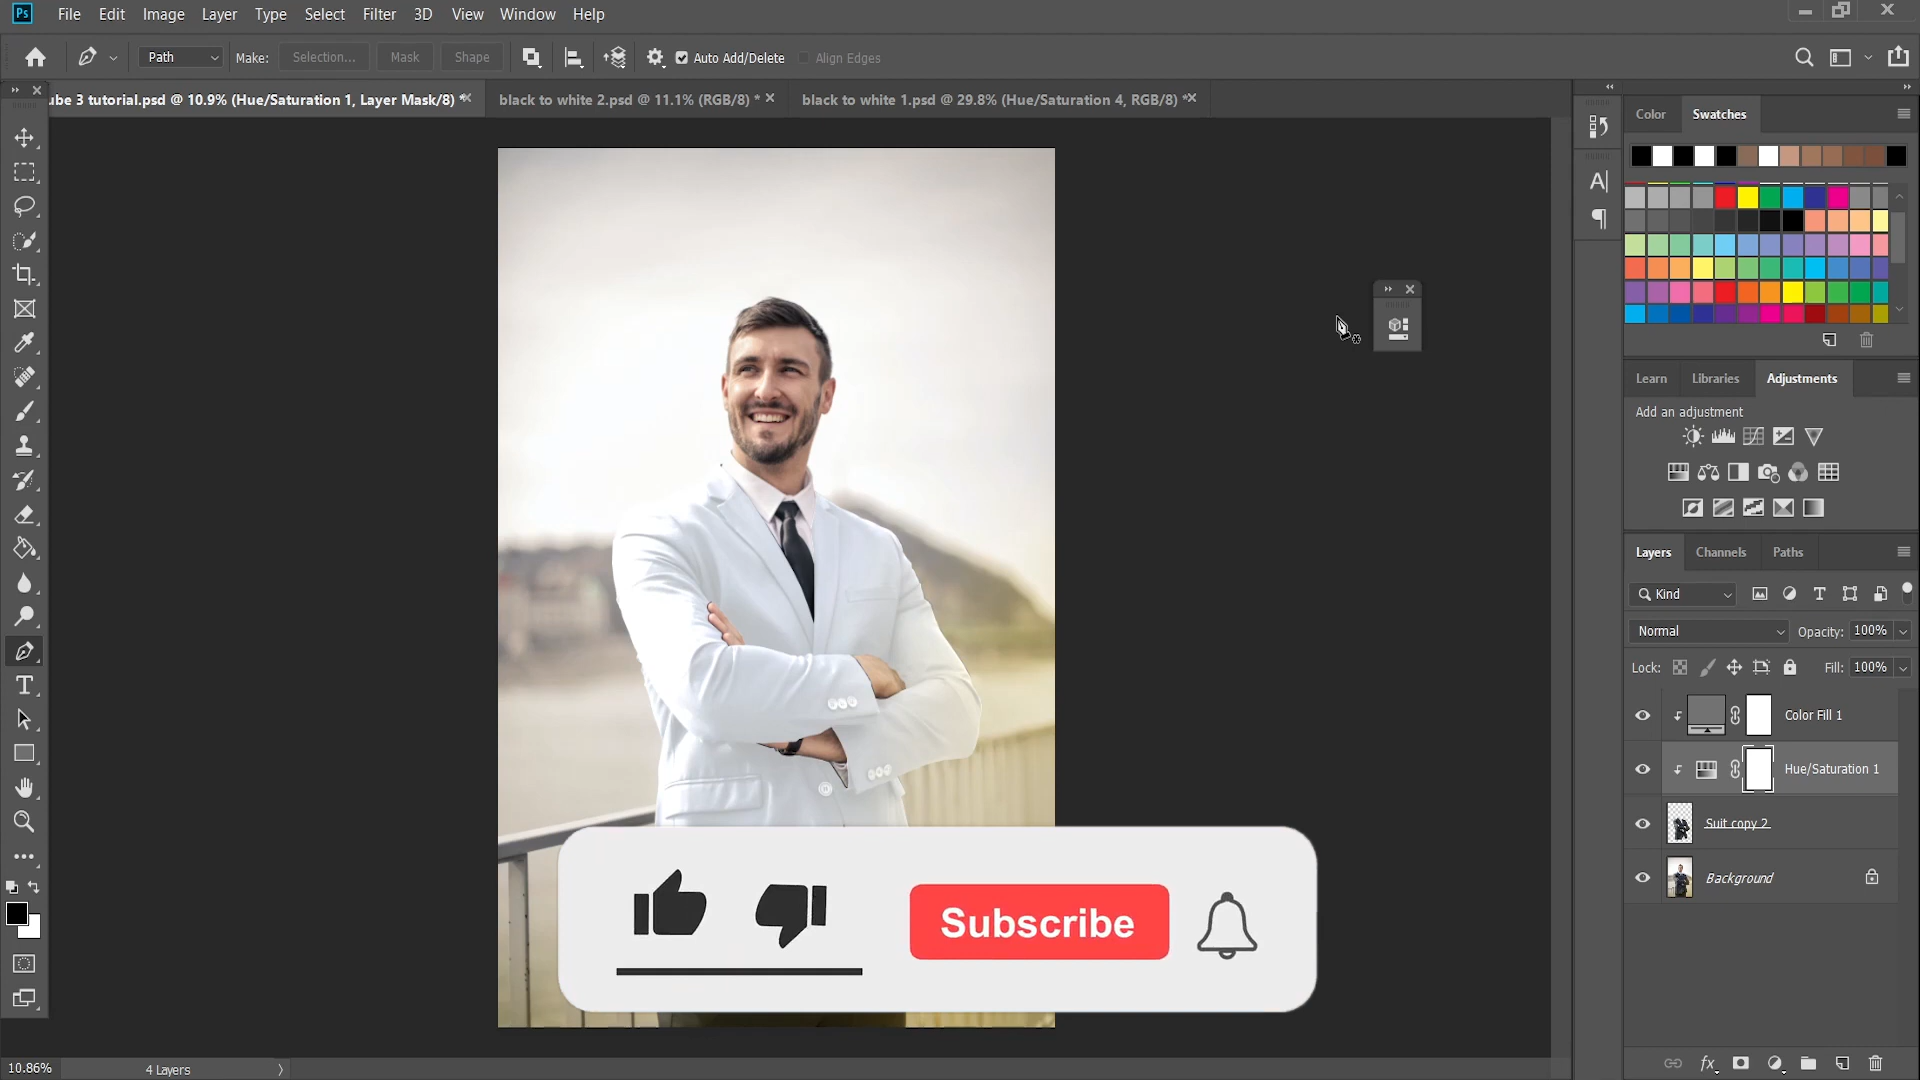 Ps File Edit Image Layer Type Select Filter 3D View Window Help
Path Make: Selection... Mask Shape Auto Add/Delete Align Edges
ube 3 tutorial.psd @ 10.9% (Hue/Saturation 1, Layer Mask/8) *
black to white 2.psd @ 11.1% (RGB/8) *
black to white 1.psd @ 29.8% (Hue/Saturation 4, RGB/8) *
Color Swatches
Learn Libraries Adjustments
Add an adjustment
Layers Channels Paths
Kind
Normal Opacity: 100%
Lock: Fill: 100%
Color Fill 1
Hue/Saturation 1
Suit copy 2
Background
Subscribe
10.86% 4 Layers